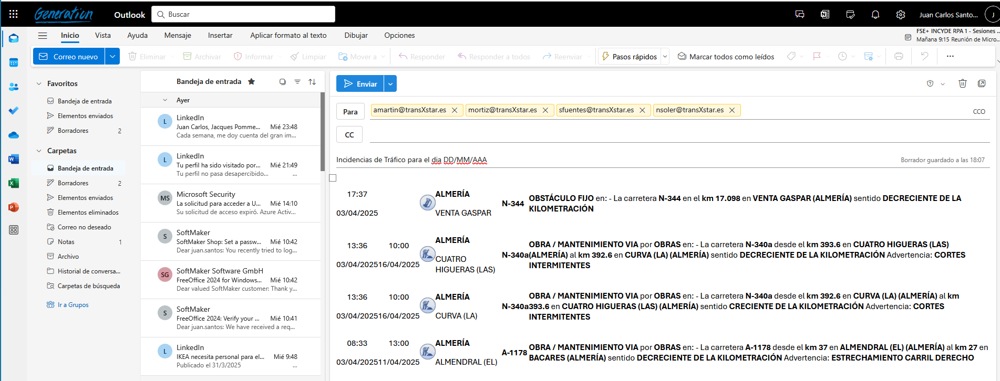 Generation
Outlook
Buscar
Juan Carlos Santo...
J
Inicio
Vista
Ayuda
Mensaje
Insertar
Aplicar formato al texto
Dibujar
Opciones
FSE+ INCYDE RPA 1 - Sesiones ...
Mañana 9:15 Reunión de Micro...
Correo nuevo
Eliminar
Archivar
Informar
Limpiar
Mover a
Responder
Responder a todos
Reenviar
Pasos rápidos
Marcar todos como leídos
Favoritos
Bandeja de entrada
Elementos enviados
Borradores 2
Carpetas
Bandeja de entrada
Borradores 2
Elementos enviados
Elementos eliminados
Correo no deseado
Notas 1
Archivo
Historial de conversa...
Carpetas de búsqueda
Ir a Grupos
Bandeja de entrada
Ayer
L
LinkedIn
Juan Carlos, Jacques Pomme... Mié 23:48
Cada semana, me doy cuenta del gran im...
L
LinkedIn
Tu perfil ha sido visitado por... Mié 21:49
Tu perfil no pasa desapercibido... ...
MS
Microsoft Security
La solicitud para acceder a U... Mié 14:10
Su solicitud de acceso expiró. Azure Activ...
S
SoftMaker
SoftMaker Shop: Set a passw... Mié 10:42
Dear juan.santos: You recently tried to log...
SG
SoftMaker Software GmbH
FreeOffice 2024 for Windows... Mié 10:42
Dear valued SoftMaker customer: Thank y...
S
SoftMaker
FreeOffice 2024: Verify your ... Mié 10:41
Dear juan.santos: We have received a req...
L
LinkedIn
IKEA necesita personal para el... Mié 9:48
Publicado el 31/3/2025 ...
Enviar
Para
amartin@transXstar.es
mortiz@transXstar.es
sfuentes@transXstar.es
nsoler@transXstar.es
CCO
CC
Incidencias de Tráfico para el dia DD/MM/AAA
Borrador guardado a las 18:07
17:37
03/04/2025
ALMERÍA
VENTA GASPAR
N-344
OBSTÁCULO FIJO en: - La carretera N-344 en el km 17.098 en VENTA GASPAR (ALMERÍA) sentido DECRECIENTE DE LA
KILOMETRACIÓN
13:36 10:00
03/04/202516/04/2025
ALMERÍA
CUATRO
HIGUERAS (LAS)
N-340a
OBRA / MANTENIMIENTO VIA por OBRAS en: - La carretera N-340a desde el km 393.6 en CUATRO HIGUERAS (LAS)
(ALMERÍA) al km 392.6 en CURVA (LA) (ALMERÍA) sentido DECRECIENTE DE LA KILOMETRACIÓN Advertencia: CORTES
INTERMITENTES
13:36 10:00
03/04/202516/04/2025
ALMERÍA
CURVA (LA)
N-340a
OBRA / MANTENIMIENTO VIA por OBRAS en: - La carretera N-340a desde el km 392.6 en CURVA (LA) (ALMERÍA) al km
393.6 en CUATRO HIGUERAS (LAS) (ALMERÍA) sentido CRECIENTE DE LA KILOMETRACIÓN Advertencia: CORTES
INTERMITENTES
08:33 13:00
03/04/202511/04/2025
ALMERÍA
ALMENDRAL (EL)
A-1178
OBRA / MANTENIMIENTO VIA por OBRAS en: - La carretera A-1178 desde el km 37 en ALMENDRAL (EL) (ALMERÍA) al km 27 en
BACARES (ALMERÍA) sentido DECRECIENTE DE LA KILOMETRACIÓN Advertencia: ESTRECHAMIENTO CARRIL DERECHO